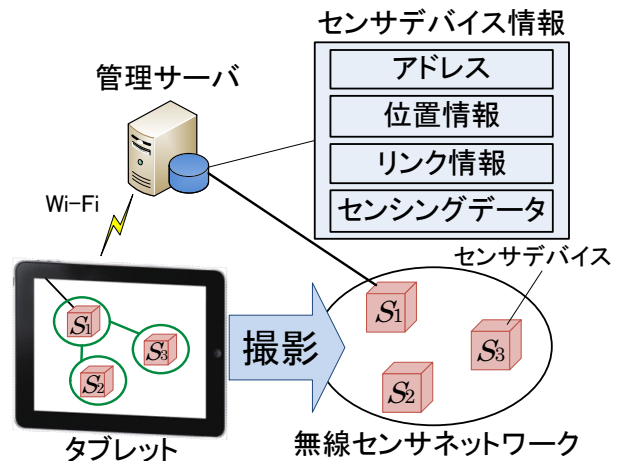 センサデバイス情報
アドレス
位置情報
リンク情報
センシングデータ
管理サーバ
Wi-Fi
センサデバイス
S1
S3
S2
撮影
S1
S3
S2
タブレット
無線センサネットワーク